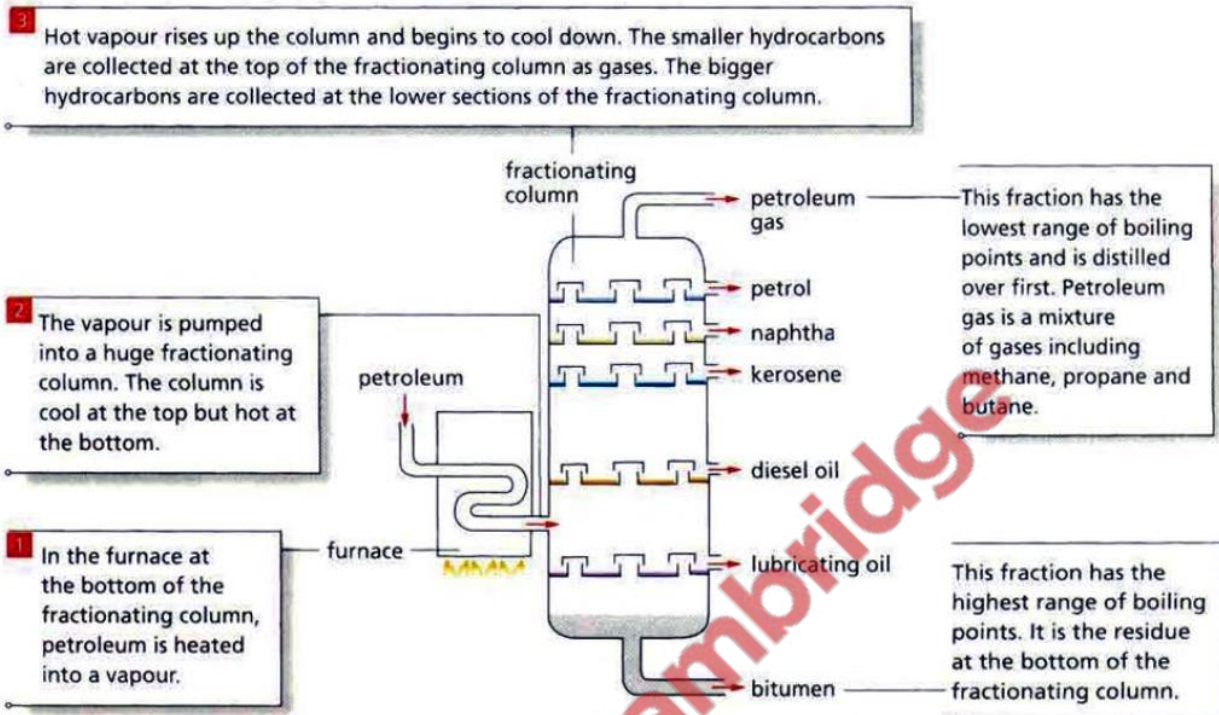 3
Hot vapour rises up the column and begins to cool down. The smaller hydrocarbons
are collected at the top of the fractionating column as gases. The bigger
hydrocarbons are collected at the lower sections of the fractionating column.
fractionating
column
petroleum
gas
This fraction has the
lowest range of boiling
points and is distilled
over first. Petroleum
gas is a mixture
of gases including
methane, propane and
butane.
petrol
naphtha
kerosene
2
The vapour is pumped
into a huge fractionating
column. The column is
cool at the top but hot at
the bottom.
petroleum
diesel oil
1
In the furnace at
the bottom of the
fractionating column,
petroleum is heated
into a vapour.
furnace
lubricating oil
This fraction has the
highest range of boiling
points. It is the residue
at the bottom of the
fractionating column.
bitumen
ambridge